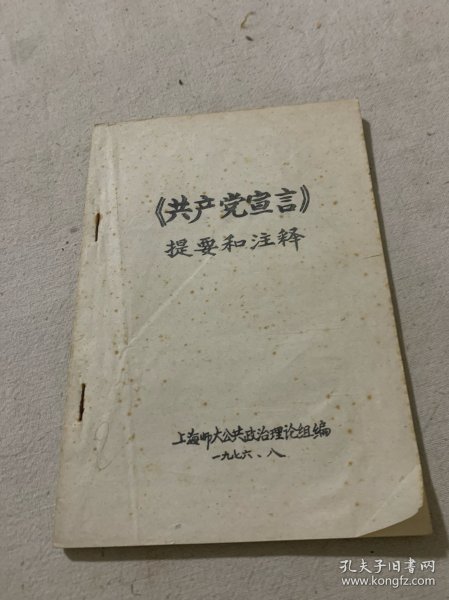 《共产党宣言》
提要和注释
上海师大公共政治理论组编
一九七六、八
孔夫子旧书网
www.kongfz.com